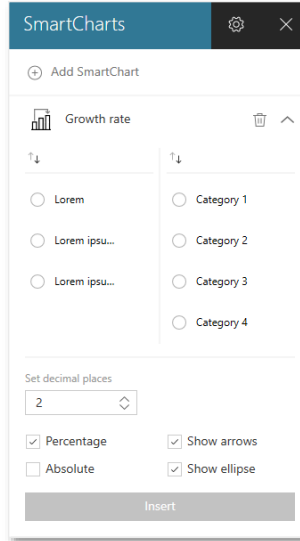 SmartCharts
Add SmartChart
Growth rate
Lorem
Category 1
Lorem ipsu...
Category 2
Lorem ipsu...
Category 3
Category 4
Set decimal places
2
Percentage
Show arrows
Absolute
Show ellipse
Insert